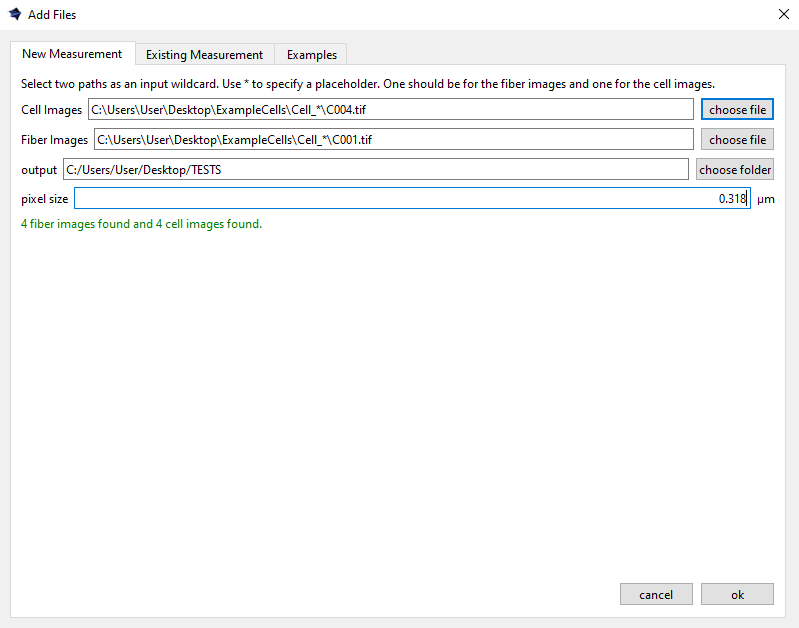 Add Files
New Measurement Existing Measurement Examples
Select two paths as an input wildcard. Use * to specify a placeholder. One should be for the fiber images and one for the cell images.
Cell Images C:\Users\User\Desktop\ExampleCells\Cell_*\C004.tif choose file
Fiber Images C:\Users\User\Desktop\ExampleCells\Cell_*\C001.tif choose file
output C:/Users/User/Desktop/TESTS choose folder
pixel size 0.318 µm
4 fiber images found and 4 cell images found.
cancel ok